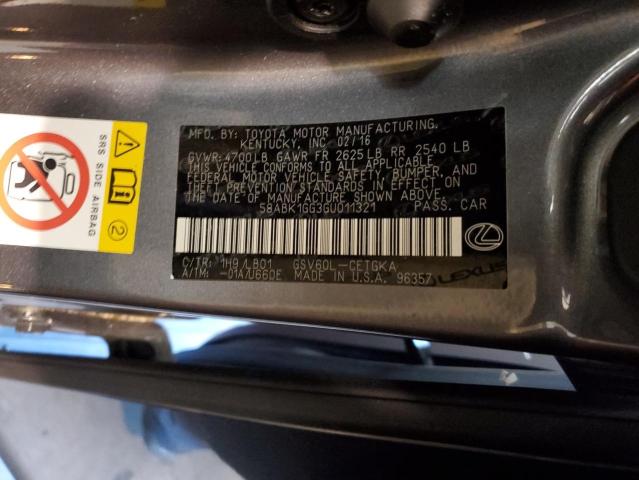 MFD. BY: TOYOTA MOTOR MANUFACTURING,
KENTUCKY, INC. 02/16
GVWR: 4700LB GAWR FR 2625LB RR 2540 LB
THIS VEHICLE CONFORMS TO ALL APPLICABLE
FEDERAL MOTOR VEHICLE SAFETY, BUMPER, AND
THEFT PREVENTION STANDARDS IN EFFECT ON
THE DATE OF MANUFACTURE SHOWN ABOVE.
58ABK1GG3GU011321 PASS. CAR
C/TR: 1H9/LB01 GSV60L-CETGKA
A/TM: -01A/U660E MADE IN U.S.A. 96357
LEXUS
SRS SIDE AIRBAG
2